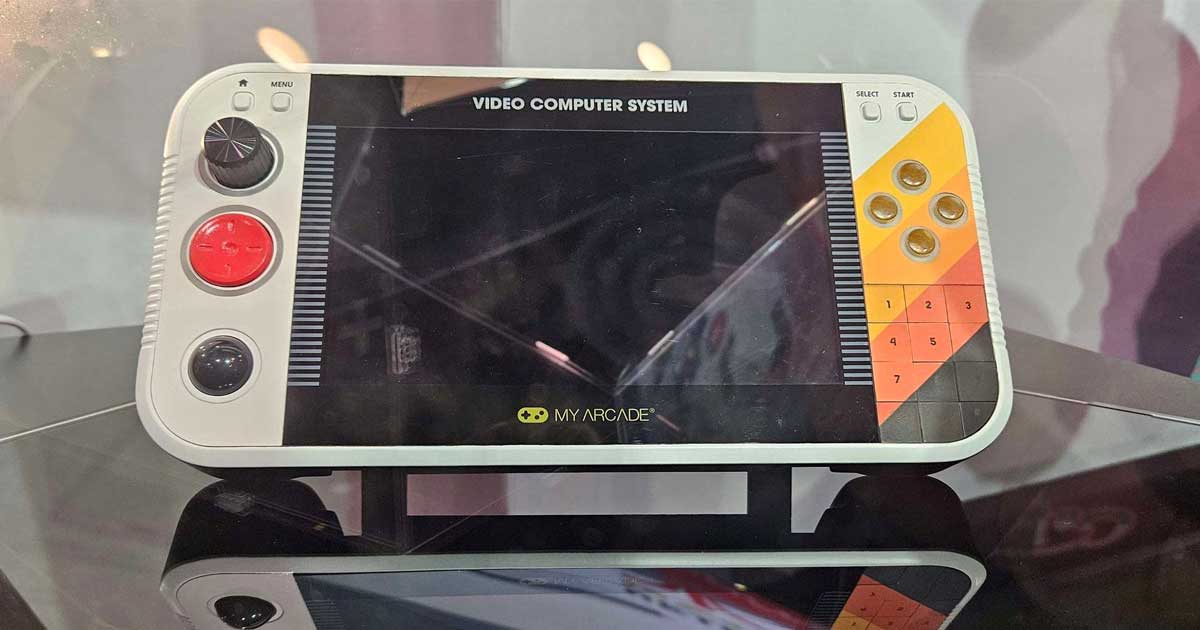 MENU
VIDEO COMPUTER SYSTEM
SELECT START
1 2 3
4 5
7
MY ARCADE®